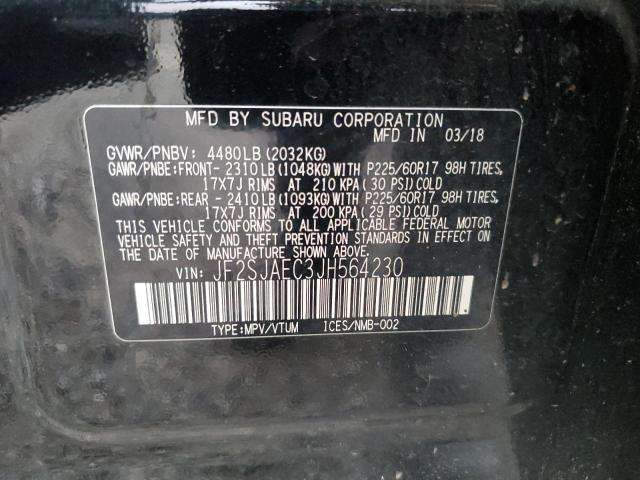 MFD BY SUBARU CORPORATION
MFD IN 03/18
GVWR/PNBV: 4480LB(2032KG)
GAWR/PNBE:FRONT- 2310LB(1048KG)WITH P225/60R17 98H TIRES,
17X7J RIMS AT 210 KPA(30 PSI)COLD
GAWR/PNBE:REAR - 2410LB(1093KG)WITH P225/60R17 98H TIRES,
17X7J RIMS AT 200 KPA(29 PSI)COLD
THIS VEHICLE CONFORMS TO ALL APPLICABLE FEDERAL MOTOR
VEHICLE SAFETY AND THEFT PREVENTION STANDARDS IN EFFECT ON
THE DATE OF MANUFACTURE SHOWN ABOVE.
VIN: JF2SJAEC3JH564230
TYPE:MPV/VTUM ICES/NMB-002